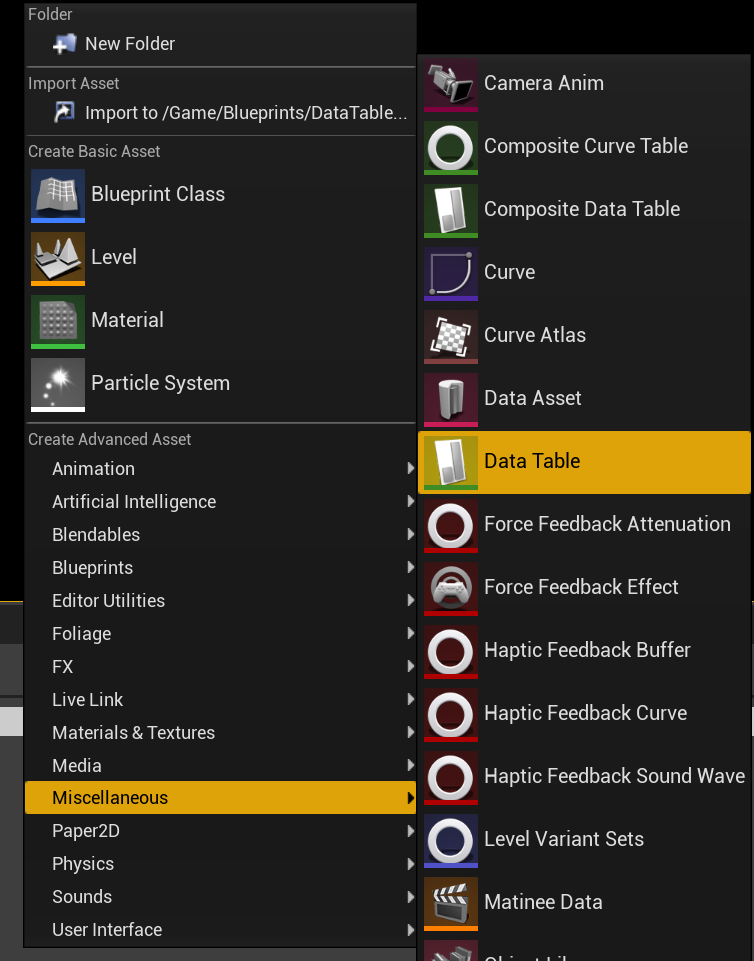 Folder
New Folder
Import Asset
Import to /Game/Blueprints/DataTable...
Create Basic Asset
Blueprint Class
Level
Material
Particle System
Create Advanced Asset
Animation
Artificial Intelligence
Blendables
Blueprints
Editor Utilities
Foliage
FX
Live Link
Materials & Textures
Media
Miscellaneous
Paper2D
Physics
Sounds
User Interface
Camera Anim
Composite Curve Table
Composite Data Table
Curve
Curve Atlas
Data Asset
Data Table
Force Feedback Attenuation
Force Feedback Effect
Haptic Feedback Buffer
Haptic Feedback Curve
Haptic Feedback Sound Wave
Level Variant Sets
Matinee Data